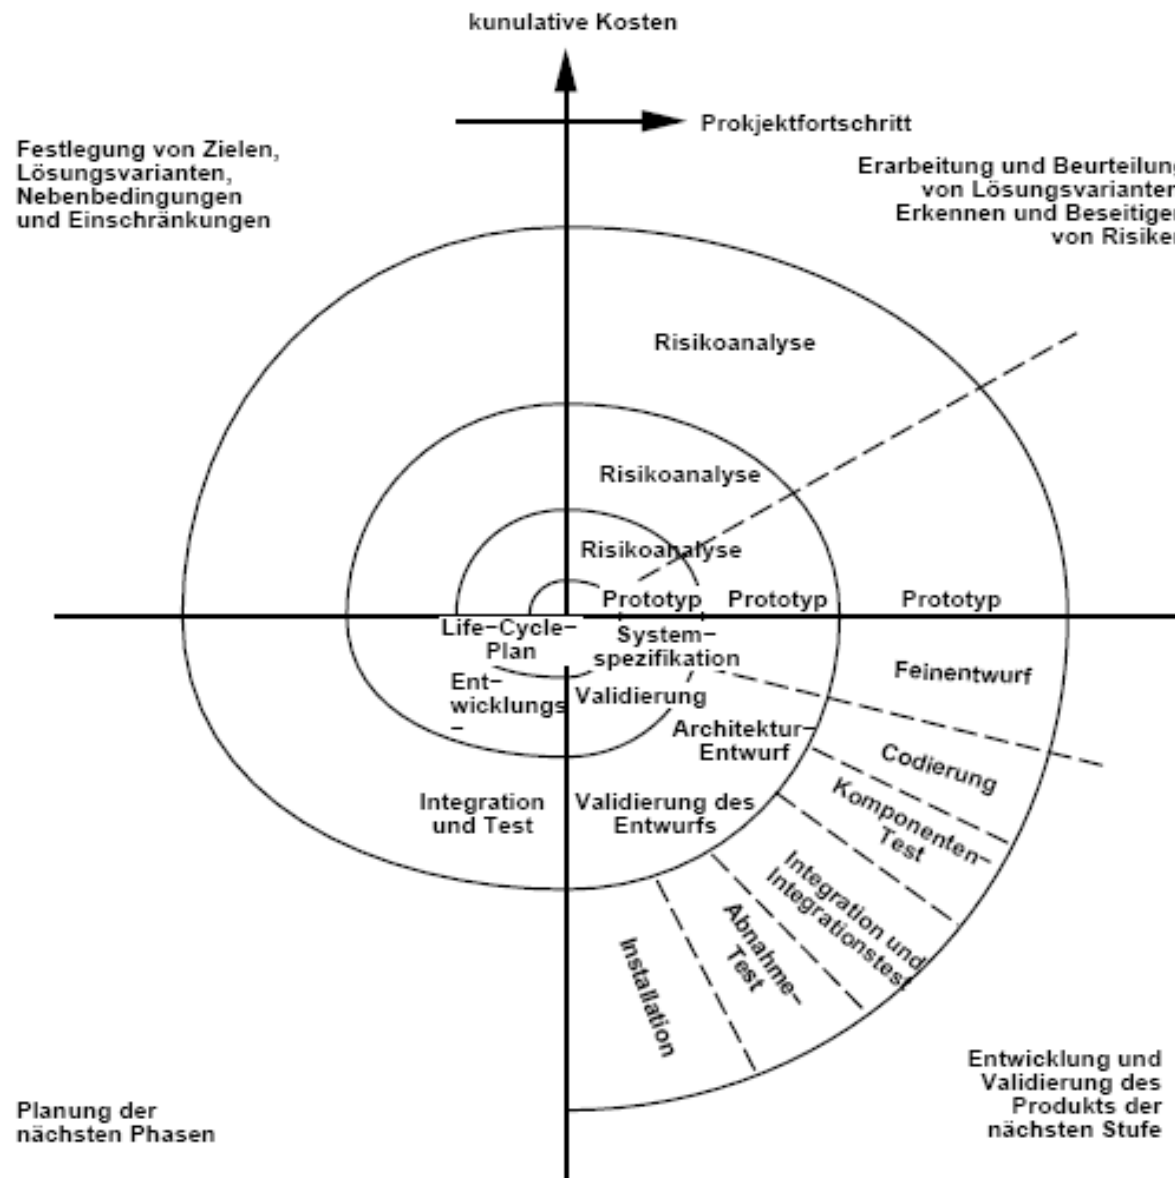 kunulative Kosten
Prokjektfortschritt
Festlegung von Zielen,
Lösungsvarianten,
Nebenbedingungen
und Einschränkungen
Erarbeitung und Beurteilung
von Lösungsvarianten
Erkennen und Beseitigen
von Risiken
Risikoanalyse
Risikoanalyse
Risikoanalyse
Prototyp
Prototyp
Prototyp
Life-Cycle-
Plan
System-
spezifikation
Feinentwurf
Ent-
wicklungs
-
Validierung
Architektur-
Entwurf
Codierung
Komponenten-
Test
Integration
und Test
Validierung des
Entwurfs
Integration und
Integrationstest
Abnahme-
Test
Installation
Planung der
nächsten Phasen
Entwicklung und
Validierung des
Produkts der
nächsten Stufe